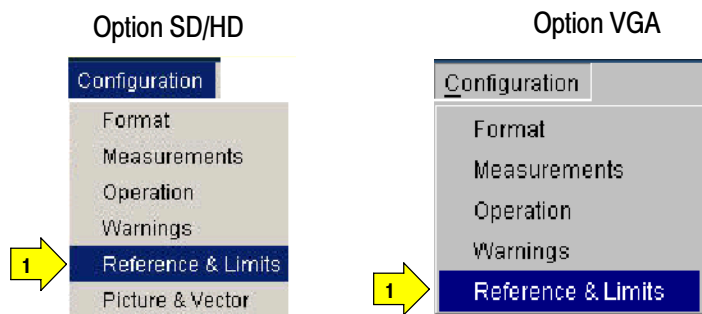 Option SD/HD
Configuration
Format
Measurements
Operation
Warnings
1 Reference & Limits
Picture & Vector
Option VGA
Configuration
Format
Measurements
Operation
Warnings
1 Reference & Limits